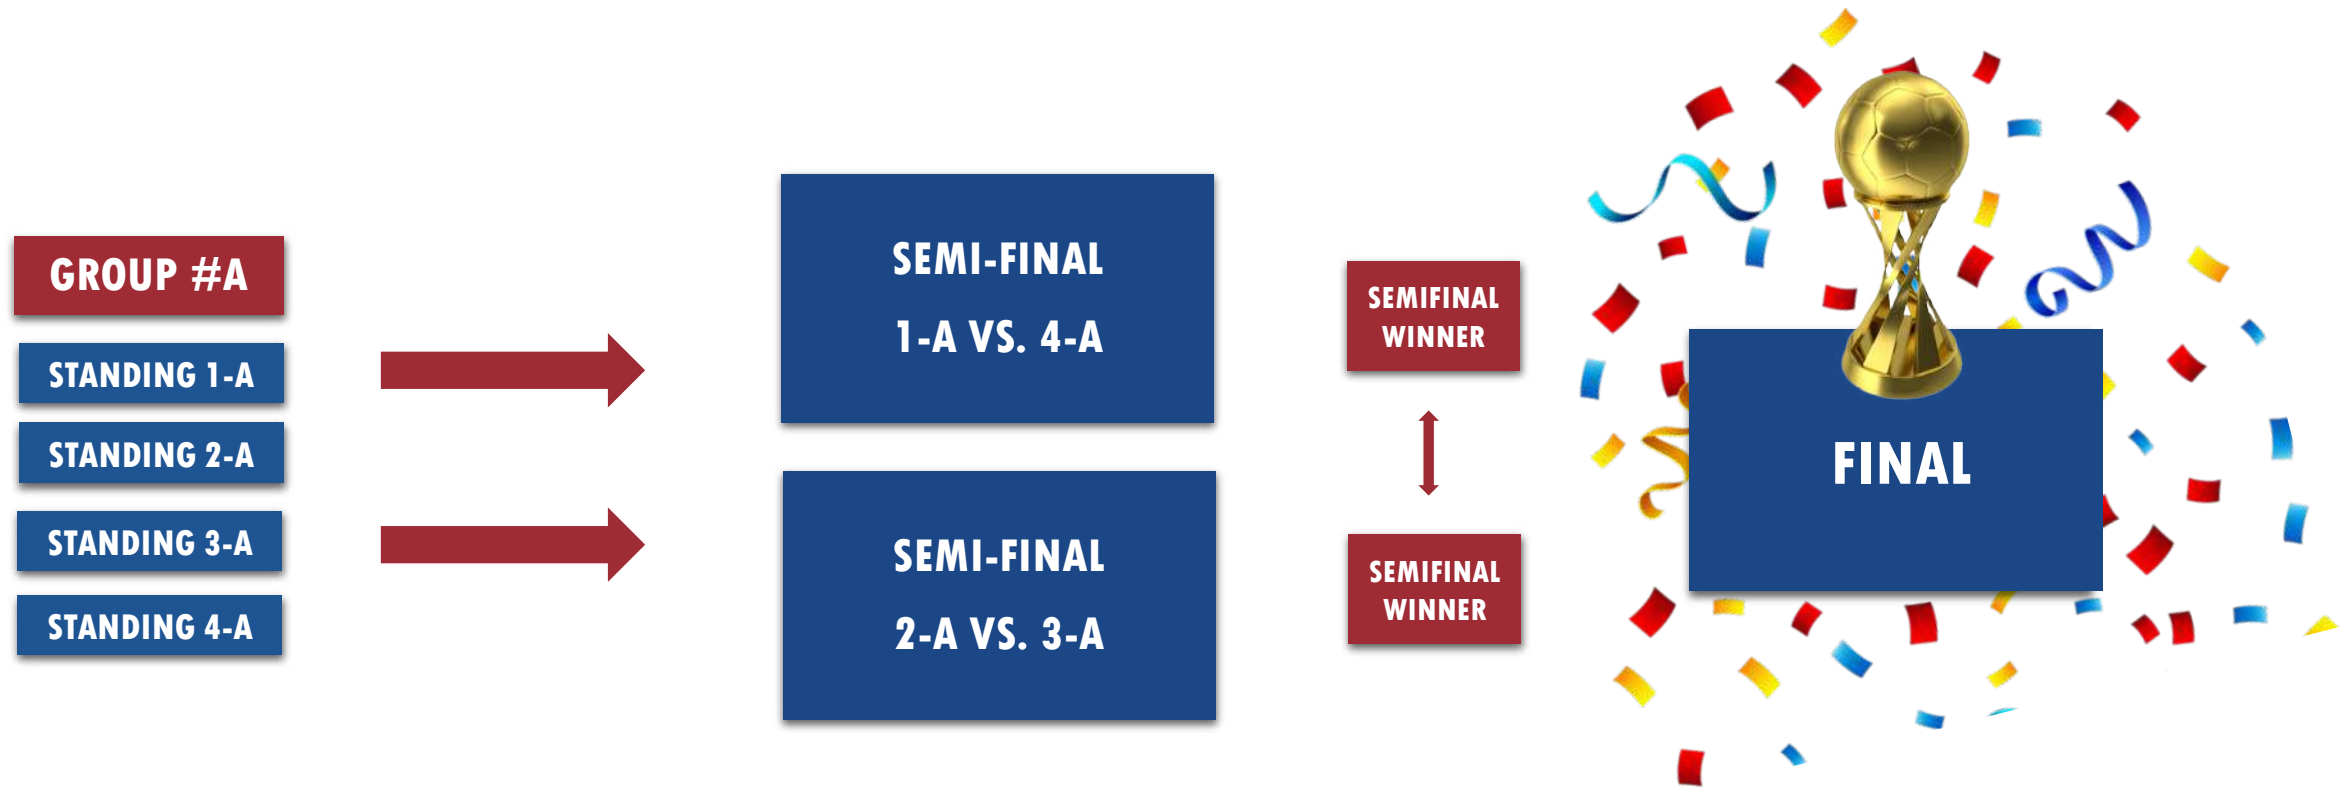 GROUP #A
STANDING 1-A
STANDING 2-A
STANDING 3-A
STANDING 4-A
SEMI-FINAL
1-A VS. 4-A
SEMI-FINAL
2-A VS. 3-A
SEMIFINAL
WINNER
SEMIFINAL
WINNER
FINAL